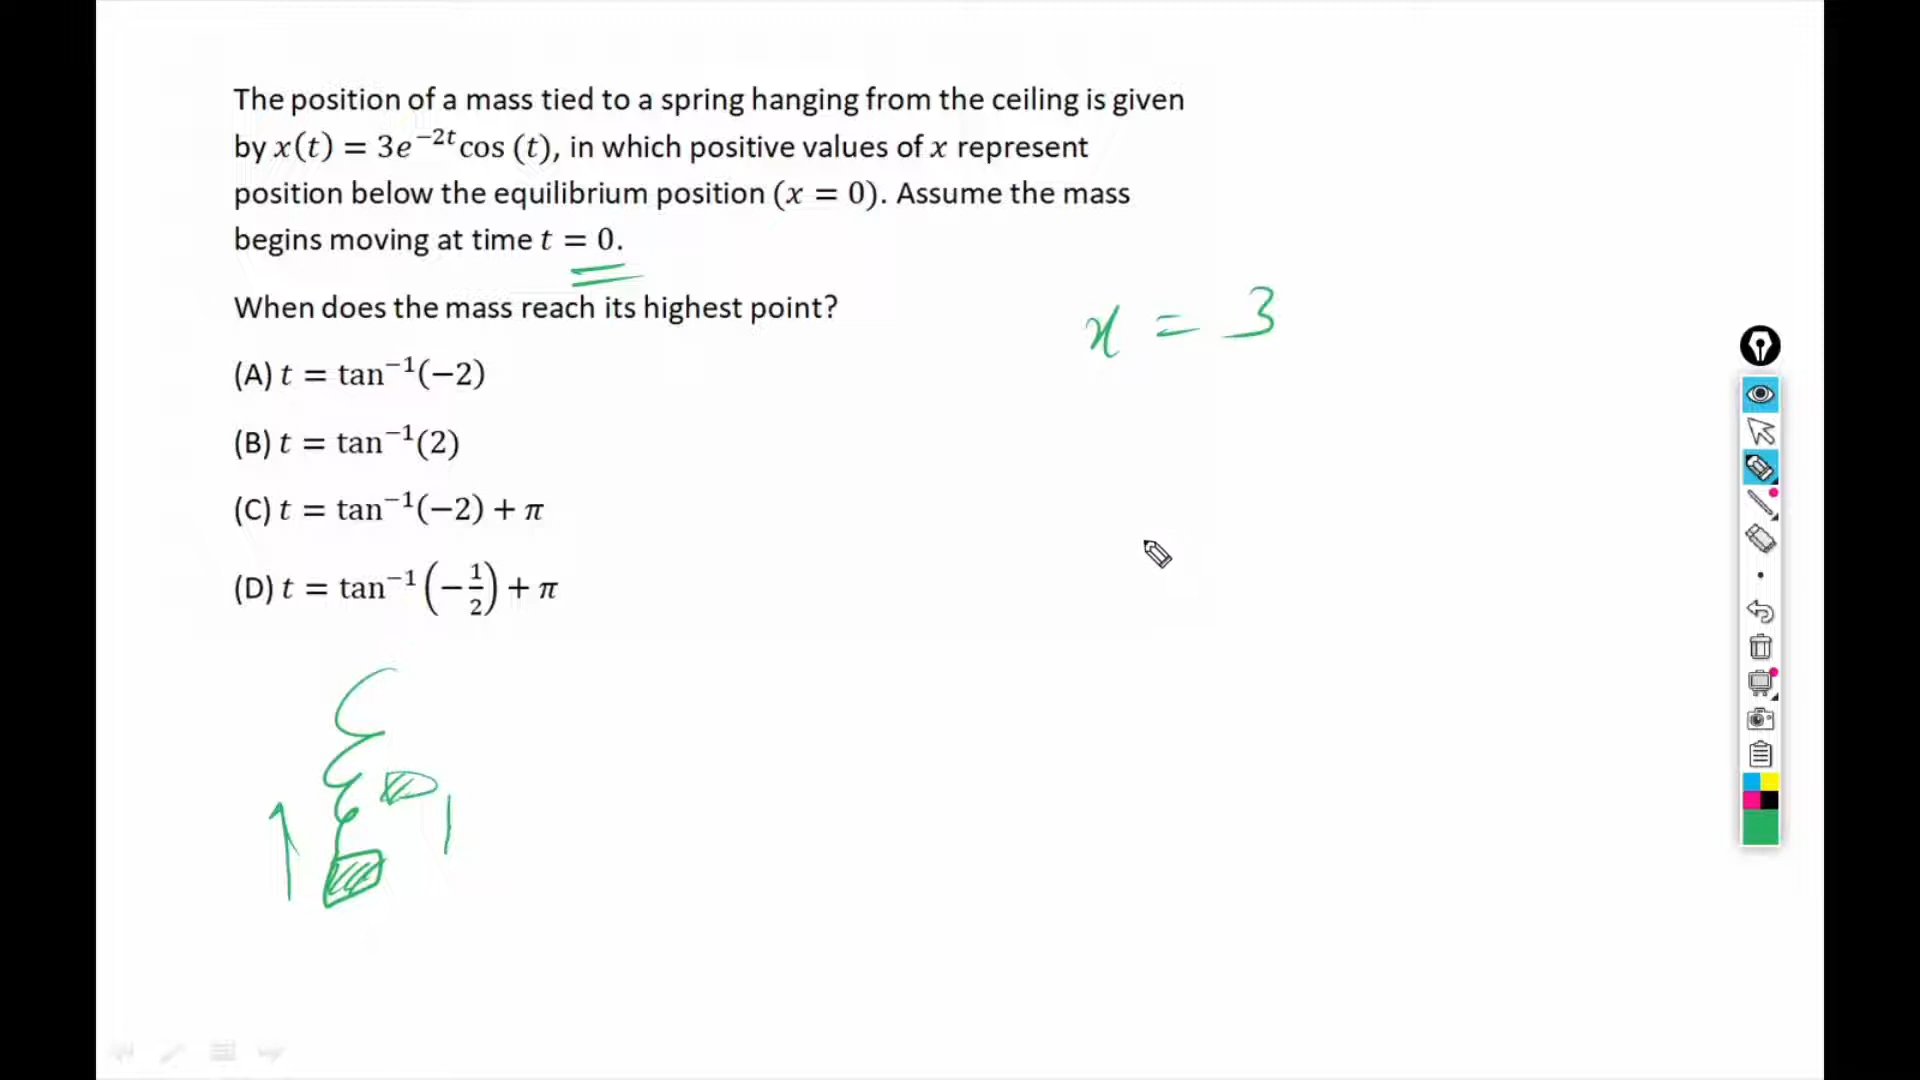 The position of a mass tied to a spring hanging from the ceiling is given
by x(t) = 3e^{-2t} cos (t), in which positive values of x represent
position below the equilibrium position (x = 0). Assume the mass
begins moving at time t = 0.
When does the mass reach its highest point?
x = 3
(A) t = tan⁻¹(−2)
(B) t = tan⁻¹(2)
(C) t = tan⁻¹(−2) + π
(D) t = tan⁻¹(−1/2) + π